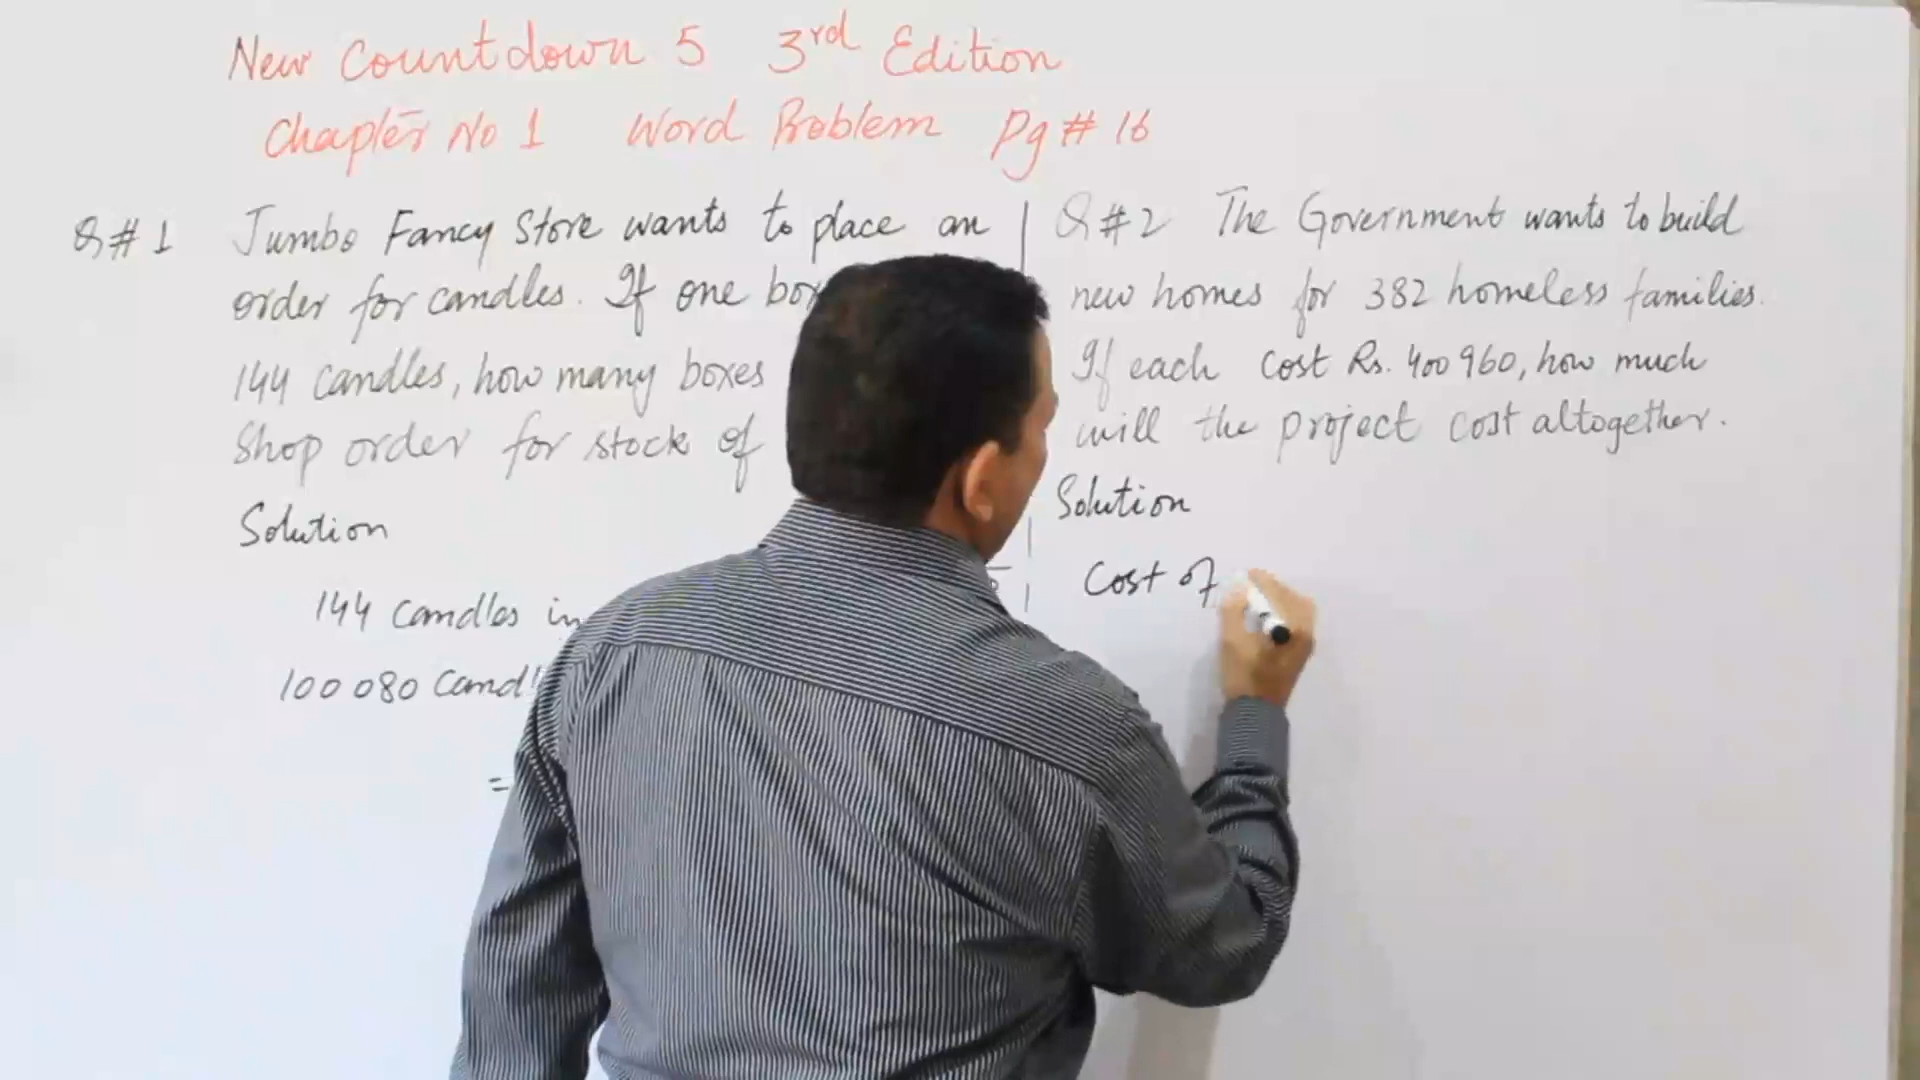 New Countdown 5 3rd Edition
Chapter No 1 Word Problem Pg # 16
Q#1 Jumbo Fancy Store wants to place an
order for candles. If one box
144 candles, how many boxes
Shop order for stock of
Solution
144 candles in
100 080 Candl
=
Q#2 The Government wants to build
new homes for 382 homeless families.
If each cost Rs. 400 960, how much
will the project cost altogether.
Solution
Cost of